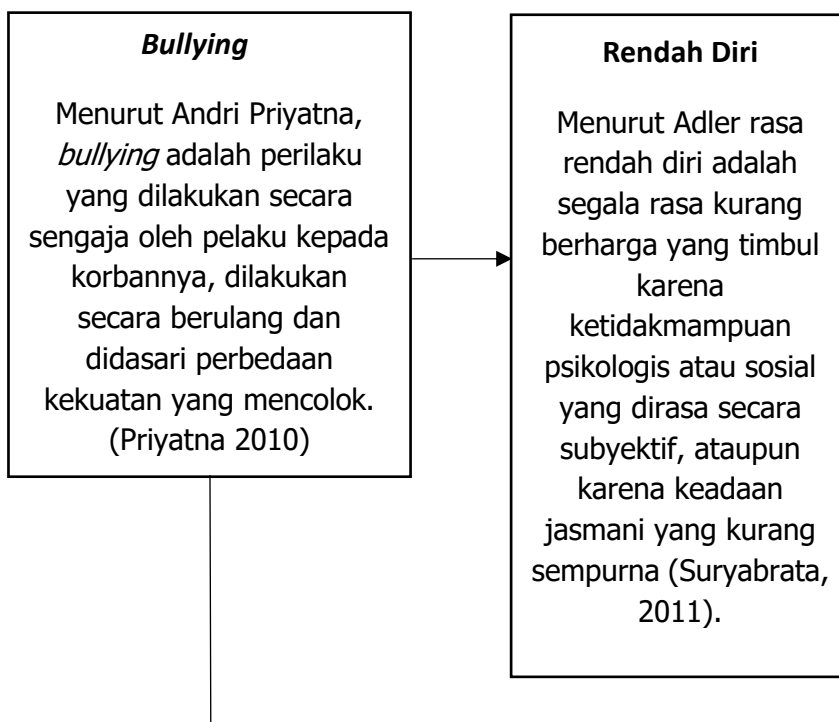 Bullying
Menurut Andri Priyatna,
bullying adalah perilaku
yang dilakukan secara
sengaja oleh pelaku kepada
korbannya, dilakukan
secara berulang dan
didasari perbedaan
kekuatan yang mencolok.
(Priyatna 2010)
Rendah Diri
Menurut Adler rasa
rendah diri adalah
segala rasa kurang
berharga yang timbul
karena
ketidakmampuan
psikologis atau sosial
yang dirasa secara
subyektif, ataupun
karena keadaan
jasmani yang kurang
sempurna (Suryabrata,
2011).